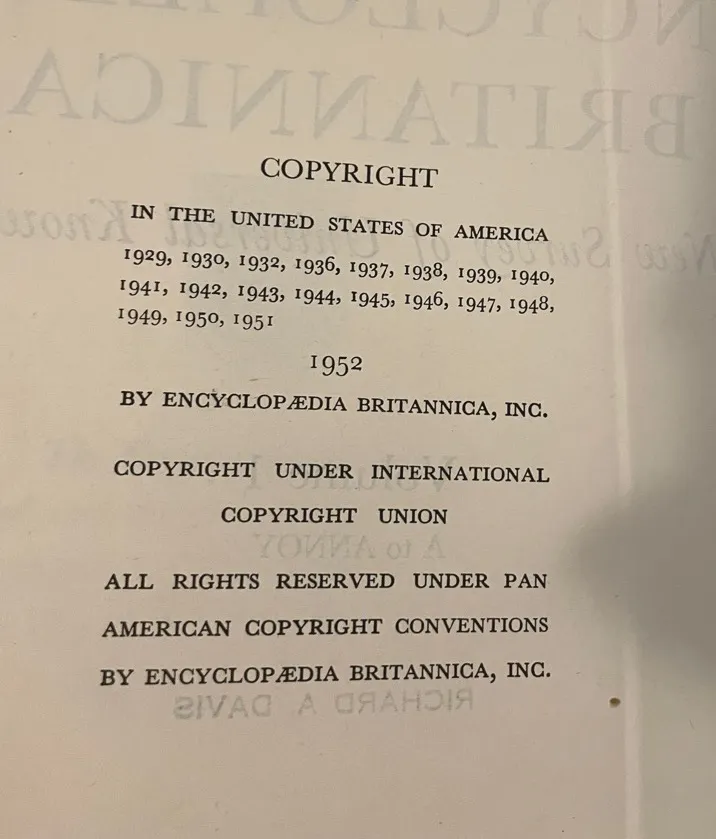 COPYRIGHT
IN THE UNITED STATES OF AMERICA
1929, 1930, 1932, 1936, 1937, 1938, 1939, 1940,
1941, 1942, 1943, 1944, 1945, 1946, 1947, 1948,
1949, 1950, 1951
1952
BY ENCYCLOPÆDIA BRITANNICA, INC.
COPYRIGHT UNDER INTERNATIONAL
COPYRIGHT UNION
ALL RIGHTS RESERVED UNDER PAN
AMERICAN COPYRIGHT CONVENTIONS
BY ENCYCLOPÆDIA BRITANNICA, INC.
RICHARD A. DAVIS